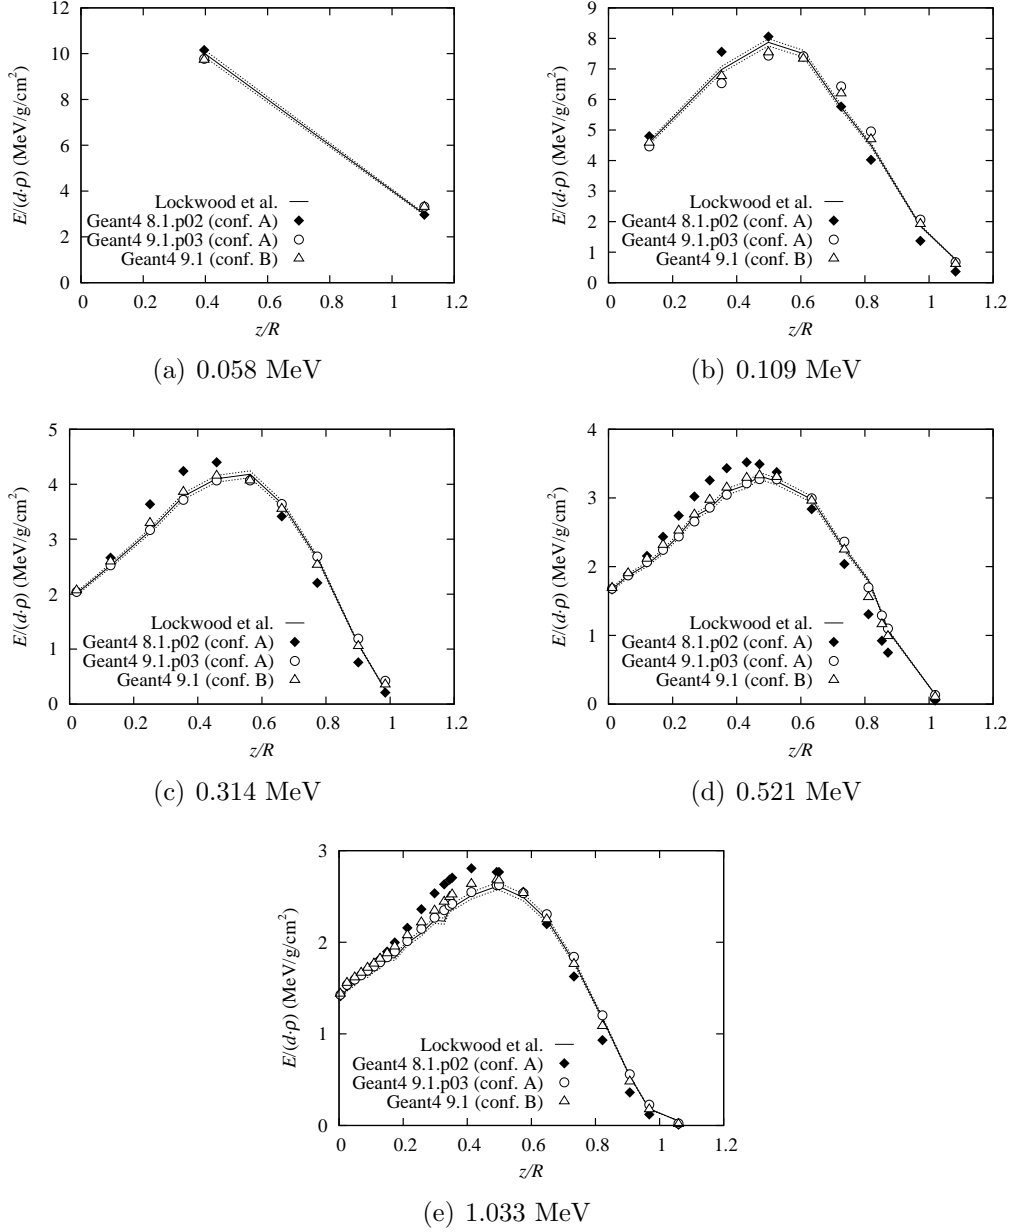 12
10
8
6
4
2
0
0 0.2 0.4 0.6 0.8 1 1.2
E/(d·ρ) (MeV/g/cm²)
z/R
Lockwood et al.
Geant4 8.1.p02 (conf. A)
Geant4 9.1.p03 (conf. A)
Geant4 9.1 (conf. B)
(a) 0.058 MeV
9
8
7
6
5
4
3
2
1
0
0 0.2 0.4 0.6 0.8 1 1.2
E/(d·ρ) (MeV/g/cm²)
z/R
Lockwood et al.
Geant4 8.1.p02 (conf. A)
Geant4 9.1.p03 (conf. A)
Geant4 9.1 (conf. B)
(b) 0.109 MeV
5
4
3
2
1
0
0 0.2 0.4 0.6 0.8 1 1.2
E/(d·ρ) (MeV/g/cm²)
z/R
Lockwood et al.
Geant4 8.1.p02 (conf. A)
Geant4 9.1.p03 (conf. A)
Geant4 9.1 (conf. B)
(c) 0.314 MeV
4
3
2
1
0
0 0.2 0.4 0.6 0.8 1 1.2
E/(d·ρ) (MeV/g/cm²)
z/R
Lockwood et al.
Geant4 8.1.p02 (conf. A)
Geant4 9.1.p03 (conf. A)
Geant4 9.1 (conf. B)
(d) 0.521 MeV
3
2
1
0
0 0.2 0.4 0.6 0.8 1 1.2
E/(d·ρ) (MeV/g/cm²)
z/R
Lockwood et al.
Geant4 8.1.p02 (conf. A)
Geant4 9.1.p03 (conf. A)
Geant4 9.1 (conf. B)
(e) 1.033 MeV